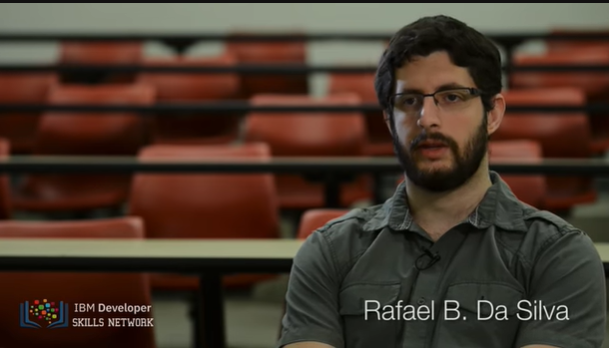 IBM Developer
SKILLS NETWORK
Rafael B. Da Silva